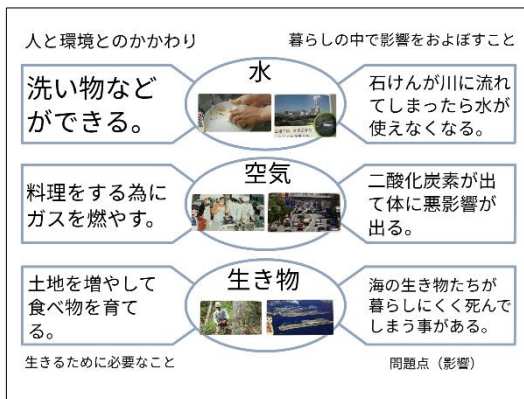 人と環境とのかかわり
暮らしの中で影響をおよぼすこと
水
洗い物など
ができる。
石けんが川に流れ
てしまったら水が
使えなくなる。
空気
料理をする為に
ガスを燃やす。
二酸化炭素が出
て体に悪影響が
出る。
生き物
土地を増やして
食べ物を育て
る。
海の生き物たちが
暮らしにくく死んで
しまう事がある。
生きるために必要なこと
問題点（影響）